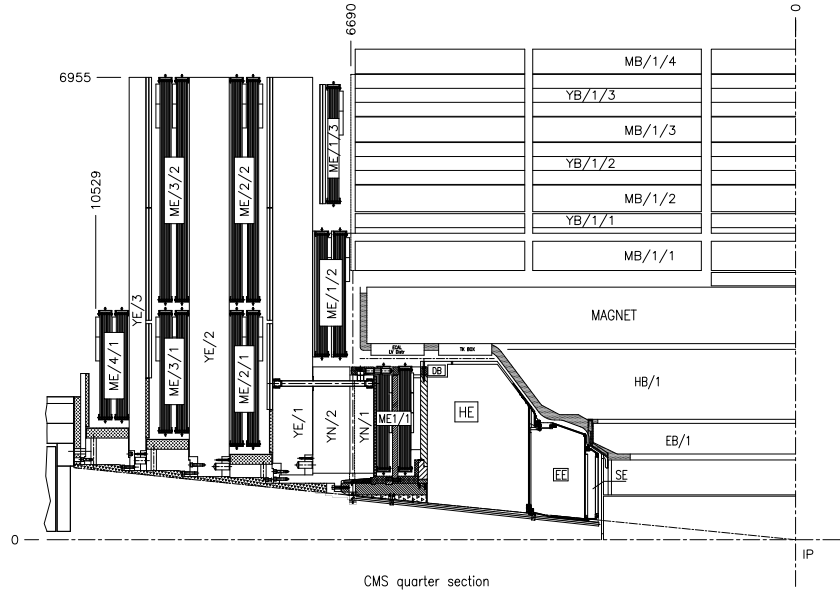 0
6690
MB/1/4
6955
YB/1/3
MB/1/3
ME/1/3
YB/1/2
ME/3/2
ME/2/2
10529
MB/1/2
YB/1/1
MB/1/1
ME/1/2
YE/3
MAGNET
YE/2
ME/4/1
ME/3/1
ME/2/1
ECAL
TK BOX
DB
HB/1
YE/1
YN/2
YN/1
ME1/1
HE
EB/1
EE
SE
0
IP
CMS quarter section